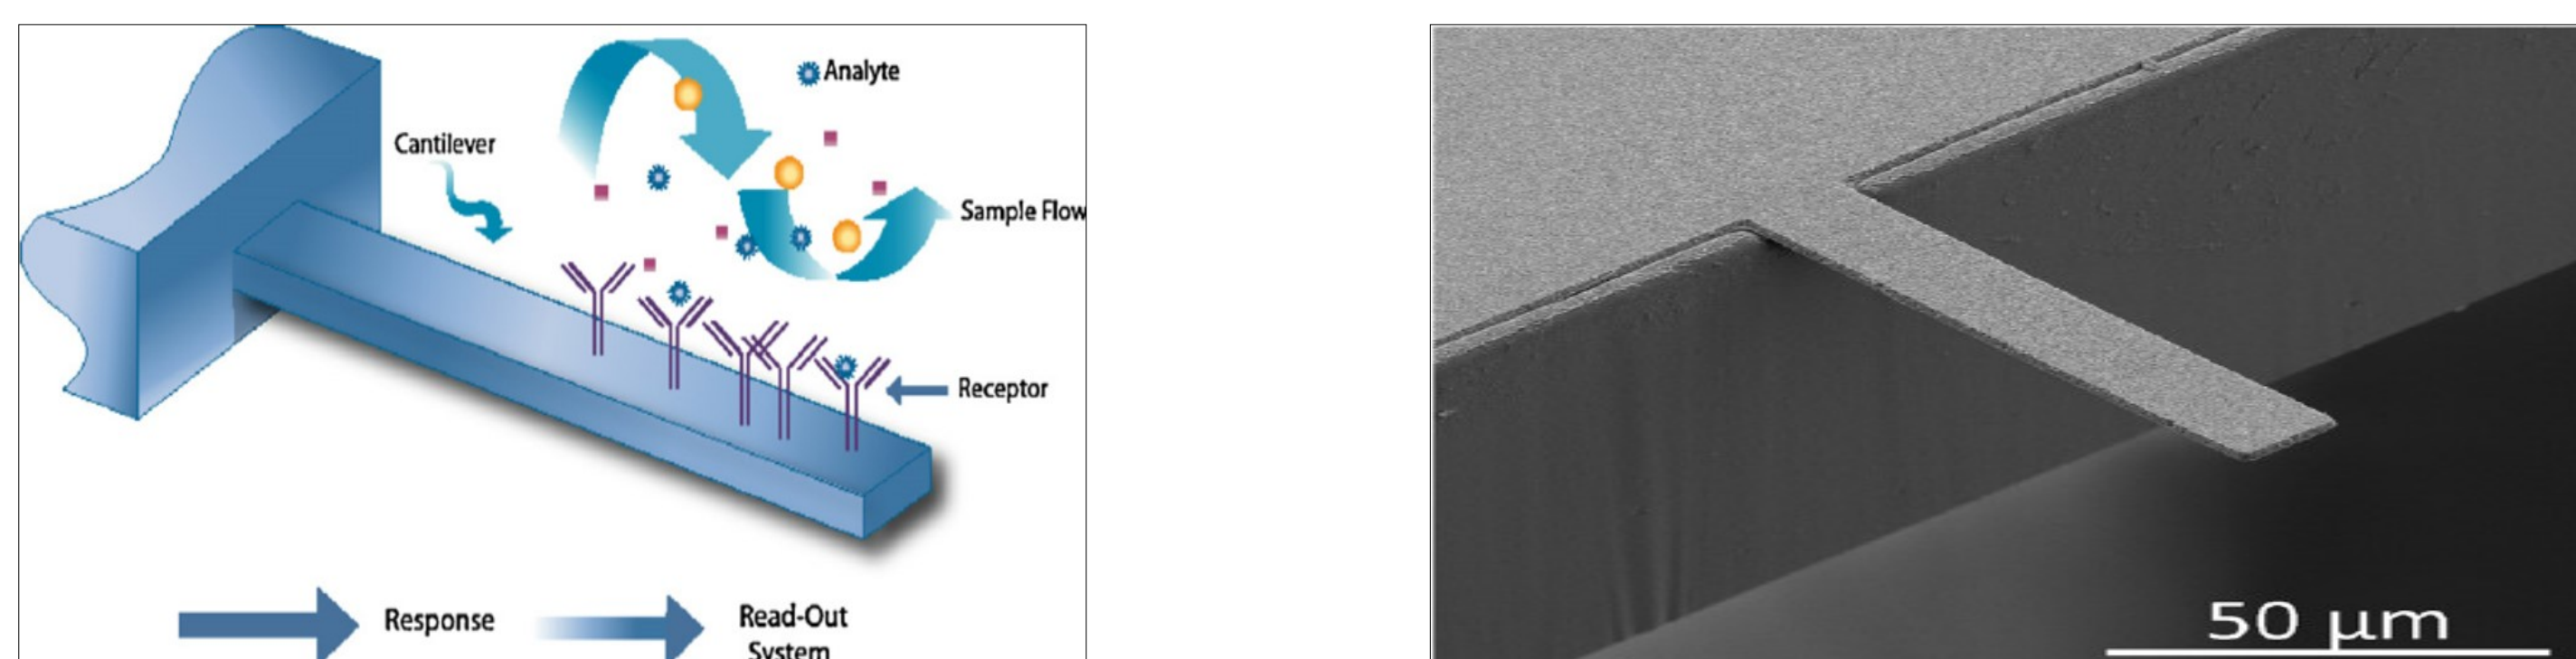 Analyte
Cantilever
Sample Flow
Receptor
Response
Read-Out
System
50 µm